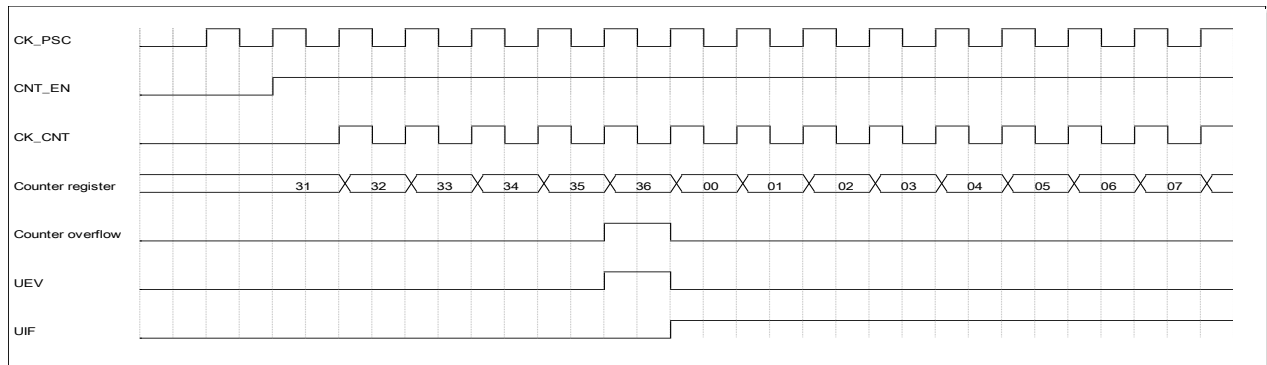 CK_PSC
CNT_EN
CK_CNT
Counter register 31 32 33 34 35 36 00 01 02 03 04 05 06 07
Counter overflow
UEV
UIF